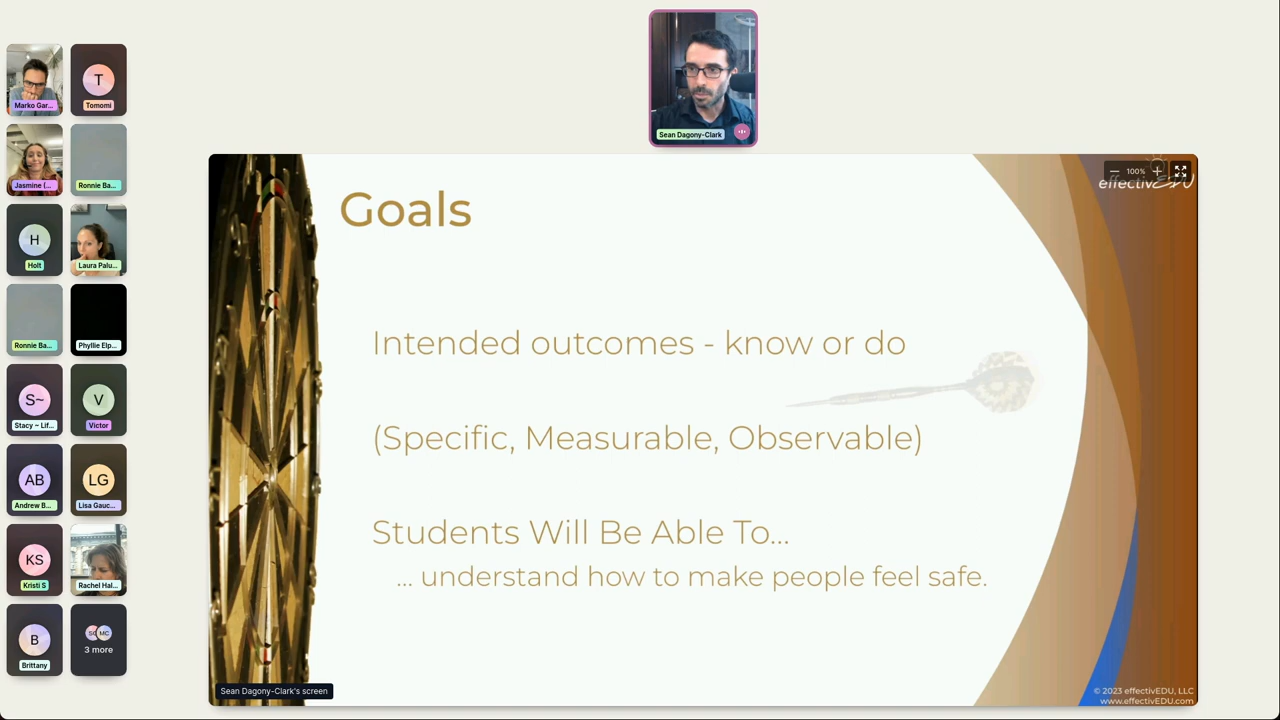 Sean Dagony-Clark
Marko Gar...
T
Tomomi
Jasmine (...
Ronnie Ba...
H
Holt
Laura Palu...
Ronnie Ba...
Phyllie Elp...
S~
Stacy ~ Lif...
V
Victor
AB
Andrew B...
LG
Lisa Gauc...
KS
Kristi S
Rachel Hal...
B
Brittany
MC
3 more
100%
effectivEDU
Goals
Intended outcomes - know or do
(Specific, Measurable, Observable)
Students Will Be Able To...
... understand how to make people feel safe.
Sean Dagony-Clark's screen
© 2023 effectivEDU, LLC
www.effectivEDU.com